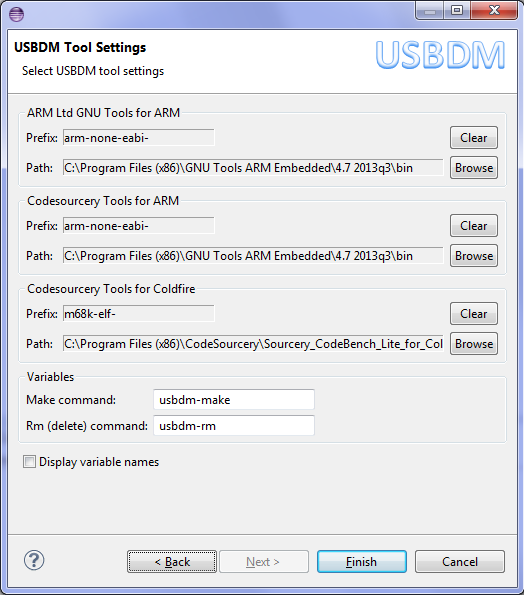 USBDM Tool Settings
USBDM
Select USBDM tool settings
ARM Ltd GNU Tools for ARM
Prefix: arm-none-eabi- Clear
Path: C:\Program Files (x86)\GNU Tools ARM Embedded\4.7 2013q3\bin Browse
Codesourcery Tools for ARM
Prefix: arm-none-eabi- Clear
Path: C:\Program Files (x86)\GNU Tools ARM Embedded\4.7 2013q3\bin Browse
Codesourcery Tools for Coldfire
Prefix: m68k-elf- Clear
Path: C:\Program Files (x86)\CodeSourcery\Sourcery_CodeBench_Lite_for_Col Browse
Variables
Make command: usbdm-make
Rm (delete) command: usbdm-rm
Display variable names
? < Back Next > Finish Cancel